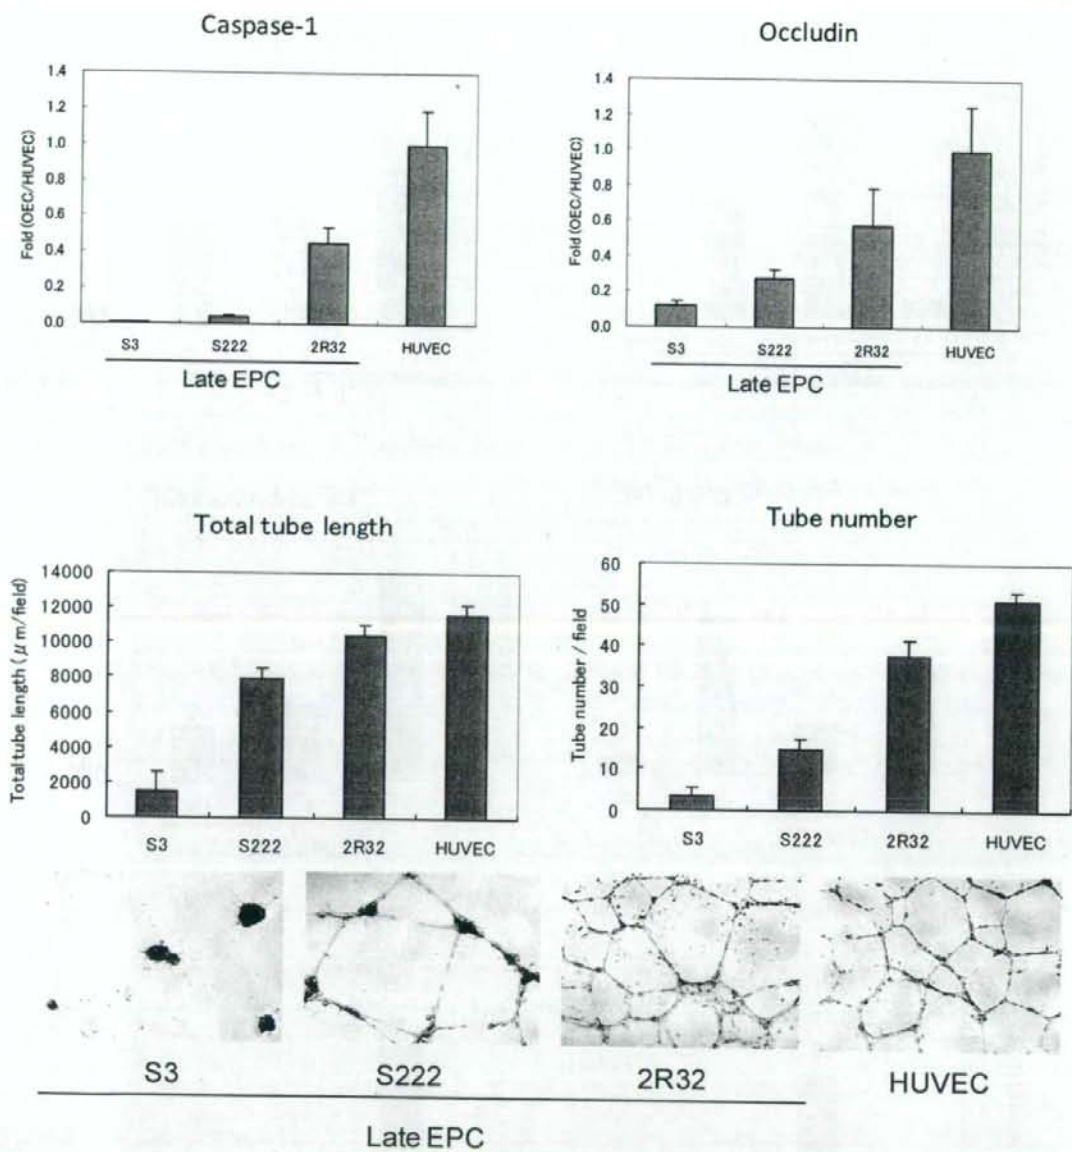 Caspase-1
Fold (OEC/HUVEC)
1.4
1.2
1.0
0.8
0.6
0.4
0.2
0.0
S3 S222 2R32 HUVEC
Late EPC
Occludin
Fold (OEC/HUVEC)
1.4
1.2
1.0
0.8
0.6
0.4
0.2
0.0
S3 S222 2R32 HUVEC
Late EPC
Total tube length
Total tube length ( μ m/field)
14000
12000
10000
8000
6000
4000
2000
0
S3 S222 2R32 HUVEC
Tube number
Tube number / field
60
50
40
30
20
10
0
S3 S222 2R32 HUVEC
S3 S222 2R32 HUVEC
Late EPC